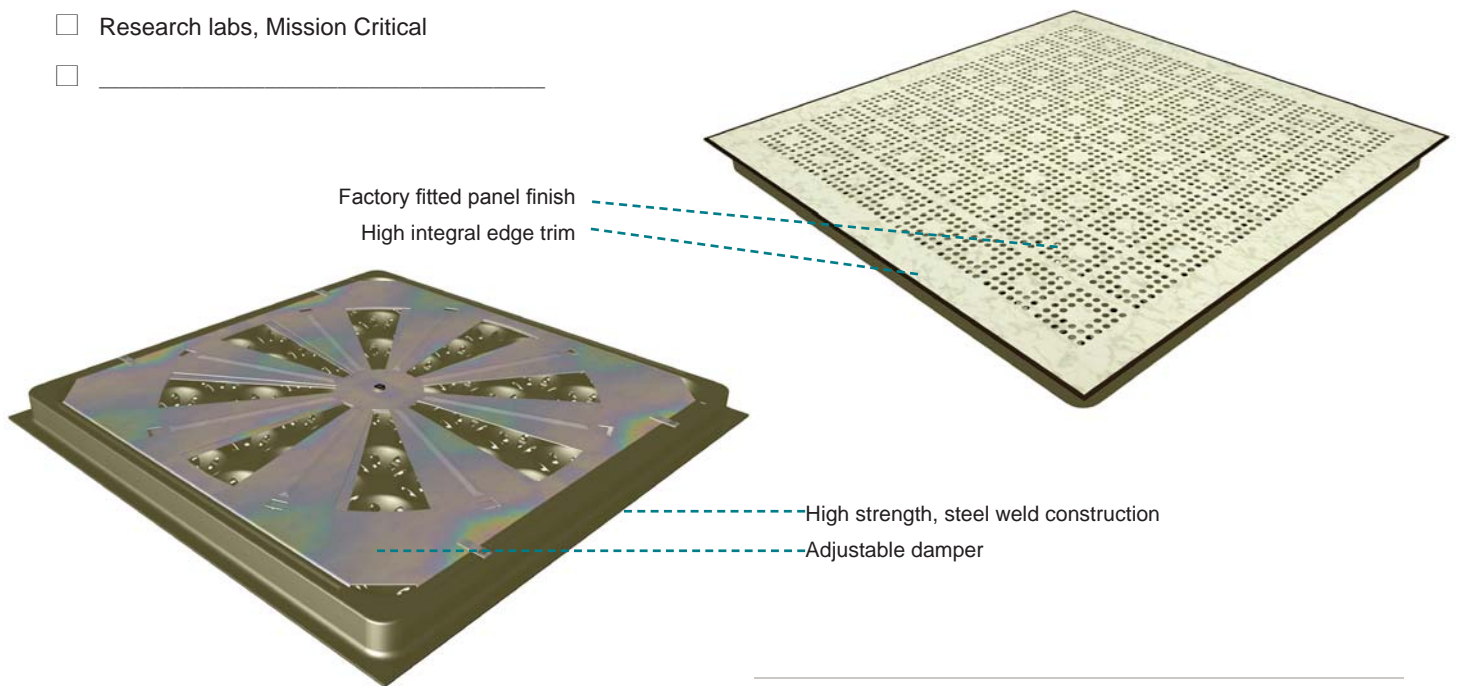 Research labs, Mission Critical
Factory fitted panel finish
High integral edge trim
High strength, steel weld construction
Adjustable damper